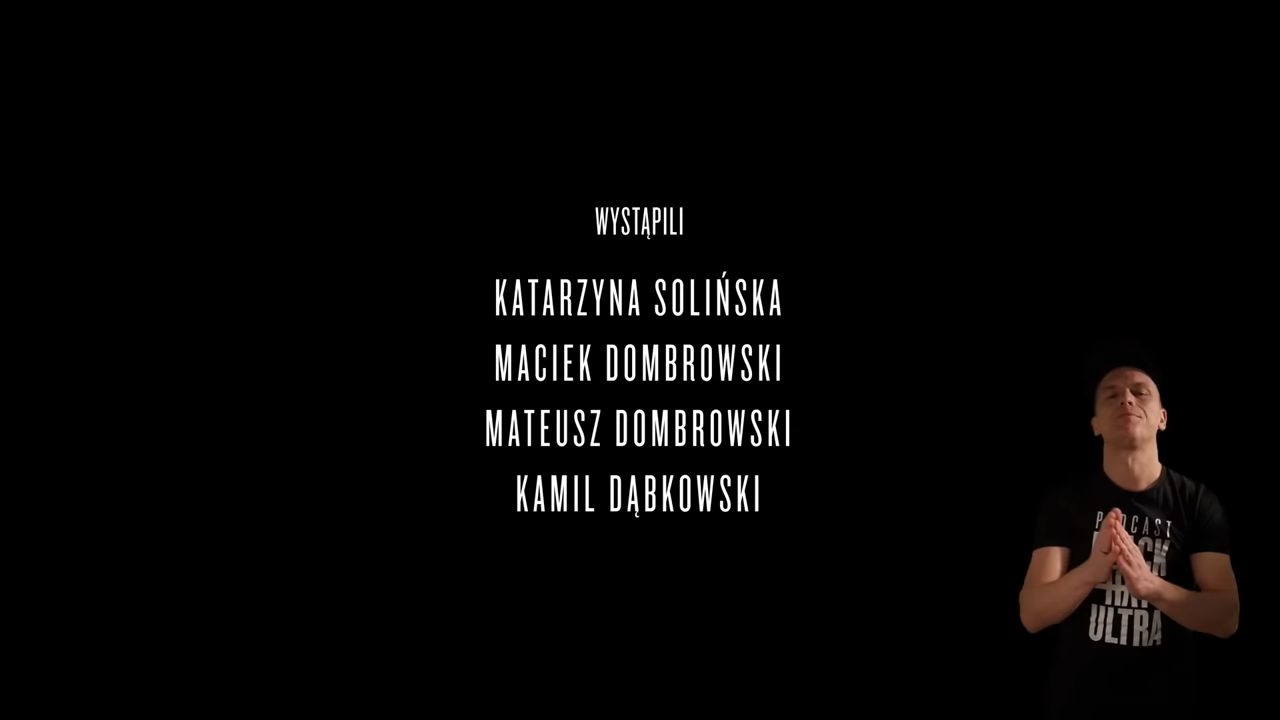 WYSTĄPILI
KATARZYNA SOLIŃSKA
MACIEK DOMBROWSKI
MATEUSZ DOMBROWSKI
KAMIL DĄBKOWSKI
PODCAST
ULTRA